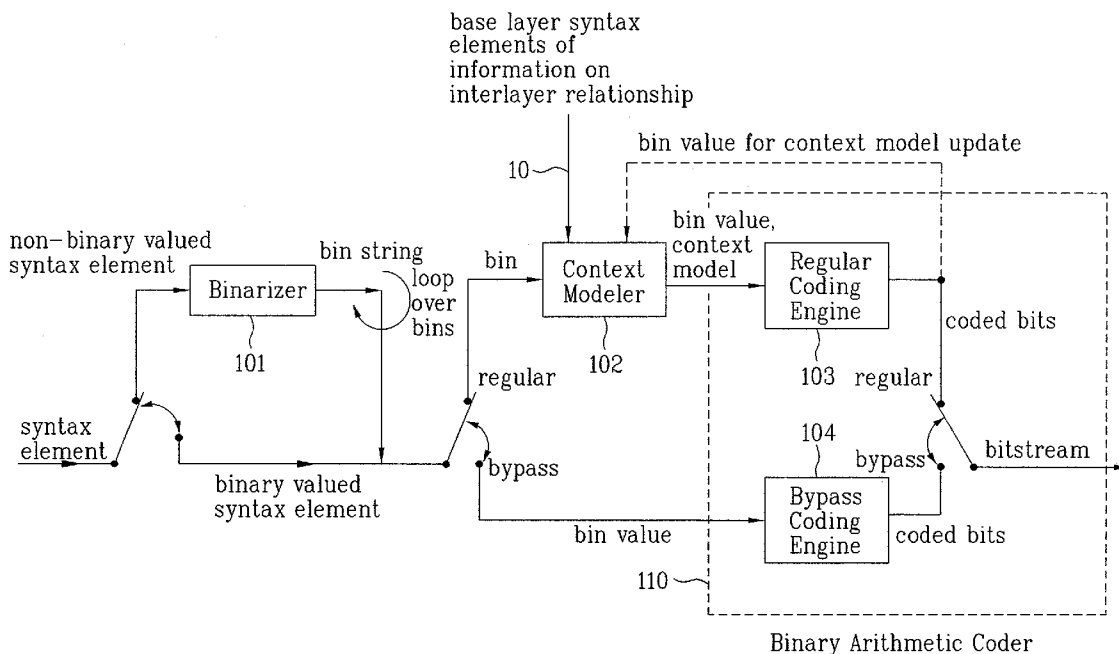 base layer syntax
elements of
information on
interlayer relationship
10
bin value for context model update
non-binary valued
syntax element
bin string
loop
over
bins
Binarizer
101
bin
Context
Modeler
102
bin value,
context
model
Regular
Coding
Engine
103
coded bits
regular
regular
syntax
element
binary valued
syntax element
bypass
bin value
104
Bypass
Coding
Engine
bypass
coded bits
bitstream
110
Binary Arithmetic Coder